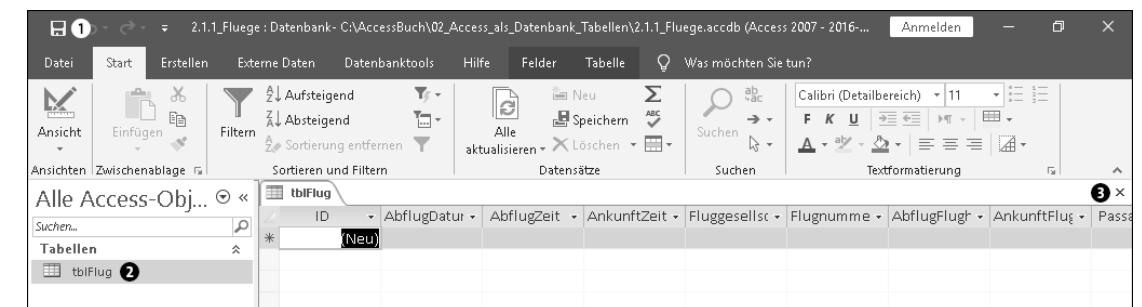 1 2.1.1_Fluege : Datenbank- C:\AccessBuch\02_Access_als_Datenbank_Tabellen\2.1.1_Fluege.accdb (Access 2007 - 2016-... Anmelden
Datei Start Erstellen Externe Daten Datenbanktools Hilfe Felder Tabelle Was möchten Sie tun?
Aufsteigend Neu Calibri (Detailbereich) 11
Absteigend Speichern F K U
Ansicht Einfügen Filtern Sortierung entfernen Alle aktualisieren Löschen Suchen
Ansichten Zwischenablage Sortieren und Filtern Datensätze Suchen Textformatierung
Alle Access-Obj... « tblFlug 3 ×
Suchen... ID AbflugDatur AbflugZeit AnkunftZeit Fluggesellsc Flugnumme AbflugFlugh AnkunftFlug Passa
Tabellen * (Neu)
tblFlug 2